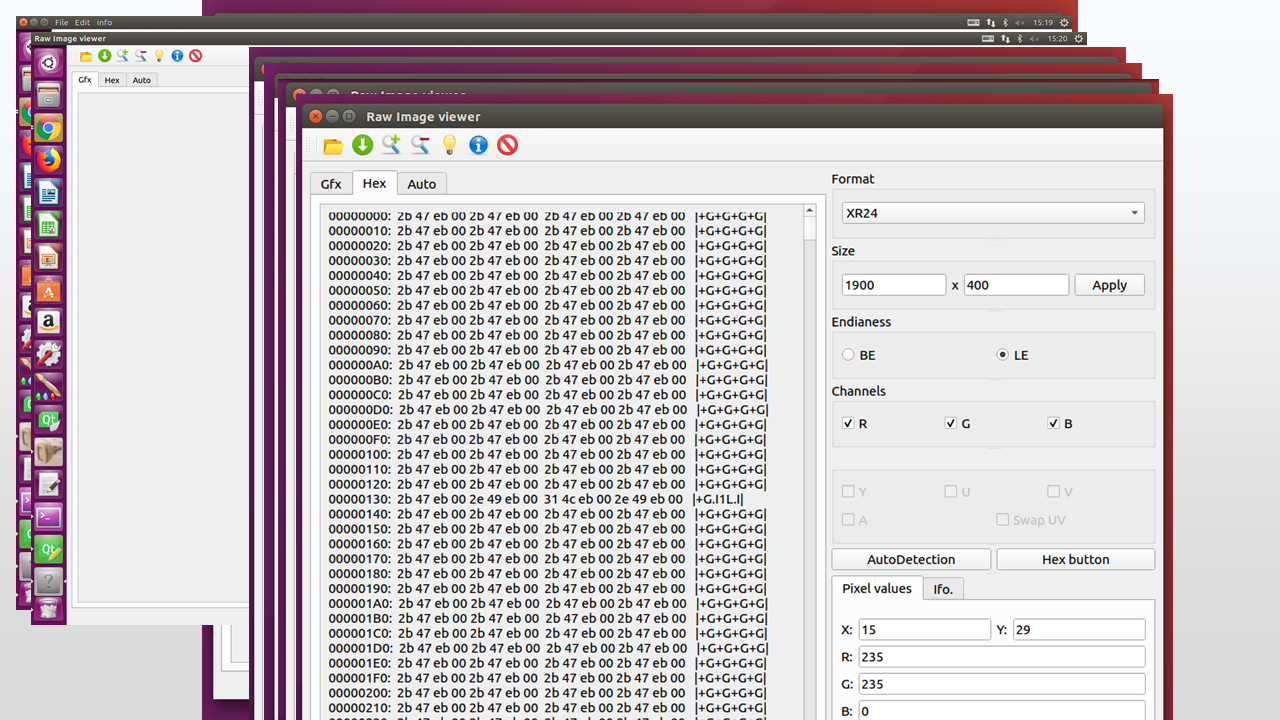 File Edit info
15:19
Raw Image viewer
15:20
Gfx Hex Auto
Raw Image viewer
Raw Image viewer
Gfx Hex Auto
00000000: 2b 47 eb 00 2b 47 eb 00 2b 47 eb 00 2b 47 eb 00 |+G+G+G+G|
00000010: 2b 47 eb 00 2b 47 eb 00 2b 47 eb 00 2b 47 eb 00 |+G+G+G+G|
00000020: 2b 47 eb 00 2b 47 eb 00 2b 47 eb 00 2b 47 eb 00 |+G+G+G+G|
00000030: 2b 47 eb 00 2b 47 eb 00 2b 47 eb 00 2b 47 eb 00 |+G+G+G+G|
00000040: 2b 47 eb 00 2b 47 eb 00 2b 47 eb 00 2b 47 eb 00 |+G+G+G+G|
00000050: 2b 47 eb 00 2b 47 eb 00 2b 47 eb 00 2b 47 eb 00 |+G+G+G+G|
00000060: 2b 47 eb 00 2b 47 eb 00 2b 47 eb 00 2b 47 eb 00 |+G+G+G+G|
00000070: 2b 47 eb 00 2b 47 eb 00 2b 47 eb 00 2b 47 eb 00 |+G+G+G+G|
00000080: 2b 47 eb 00 2b 47 eb 00 2b 47 eb 00 2b 47 eb 00 |+G+G+G+G|
00000090: 2b 47 eb 00 2b 47 eb 00 2b 47 eb 00 2b 47 eb 00 |+G+G+G+G|
000000A0: 2b 47 eb 00 2b 47 eb 00 2b 47 eb 00 2b 47 eb 00 |+G+G+G+G|
000000B0: 2b 47 eb 00 2b 47 eb 00 2b 47 eb 00 2b 47 eb 00 |+G+G+G+G|
000000C0: 2b 47 eb 00 2b 47 eb 00 2b 47 eb 00 2b 47 eb 00 |+G+G+G+G|
000000D0: 2b 47 eb 00 2b 47 eb 00 2b 47 eb 00 2b 47 eb 00 |+G+G+G+G|
000000E0: 2b 47 eb 00 2b 47 eb 00 2b 47 eb 00 2b 47 eb 00 |+G+G+G+G|
000000F0: 2b 47 eb 00 2b 47 eb 00 2b 47 eb 00 2b 47 eb 00 |+G+G+G+G|
00000100: 2b 47 eb 00 2b 47 eb 00 2b 47 eb 00 2b 47 eb 00 |+G+G+G+G|
00000110: 2b 47 eb 00 2b 47 eb 00 2b 47 eb 00 2b 47 eb 00 |+G+G+G+G|
00000120: 2b 47 eb 00 2b 47 eb 00 2b 47 eb 00 2b 47 eb 00 |+G+G+G+G|
00000130: 2b 47 eb 00 2e 49 eb 00 31 4c eb 00 2e 49 eb 00 |+G.I1L.I|
00000140: 2b 47 eb 00 2b 47 eb 00 2b 47 eb 00 2b 47 eb 00 |+G+G+G+G|
00000150: 2b 47 eb 00 2b 47 eb 00 2b 47 eb 00 2b 47 eb 00 |+G+G+G+G|
00000160: 2b 47 eb 00 2b 47 eb 00 2b 47 eb 00 2b 47 eb 00 |+G+G+G+G|
00000170: 2b 47 eb 00 2b 47 eb 00 2b 47 eb 00 2b 47 eb 00 |+G+G+G+G|
00000180: 2b 47 eb 00 2b 47 eb 00 2b 47 eb 00 2b 47 eb 00 |+G+G+G+G|
00000190: 2b 47 eb 00 2b 47 eb 00 2b 47 eb 00 2b 47 eb 00 |+G+G+G+G|
000001A0: 2b 47 eb 00 2b 47 eb 00 2b 47 eb 00 2b 47 eb 00 |+G+G+G+G|
000001B0: 2b 47 eb 00 2b 47 eb 00 2b 47 eb 00 2b 47 eb 00 |+G+G+G+G|
000001C0: 2b 47 eb 00 2b 47 eb 00 2b 47 eb 00 2b 47 eb 00 |+G+G+G+G|
000001D0: 2b 47 eb 00 2b 47 eb 00 2b 47 eb 00 2b 47 eb 00 |+G+G+G+G|
000001E0: 2b 47 eb 00 2b 47 eb 00 2b 47 eb 00 2b 47 eb 00 |+G+G+G+G|
000001F0: 2b 47 eb 00 2b 47 eb 00 2b 47 eb 00 2b 47 eb 00 |+G+G+G+G|
00000200: 2b 47 eb 00 2b 47 eb 00 2b 47 eb 00 2b 47 eb 00 |+G+G+G+G|
00000210: 2b 47 eb 00 2b 47 eb 00 2b 47 eb 00 2b 47 eb 00 |+G+G+G+G|
Format
XR24
Size
1900 x 400 Apply
Endianess
BE LE
Channels
R G B
Y U V
A Swap UV
AutoDetection Hex button
Pixel values Ifo.
X: 15 Y: 29
R: 235
G: 235
B: 0